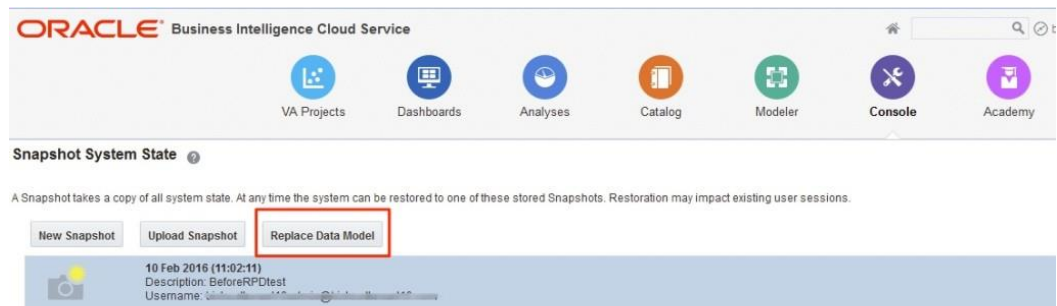 ORACLE Business Intelligence Cloud Service
VA Projects Dashboards Analyses Catalog Modeler Console Academy
Snapshot System State
A Snapshot takes a copy of all system state. At any time the system can be restored to one of these stored Snapshots. Restoration may impact existing user sessions.
New Snapshot Upload Snapshot Replace Data Model
10 Feb 2016 (11:02:11)
Description: BeforeRPDtest
Username: